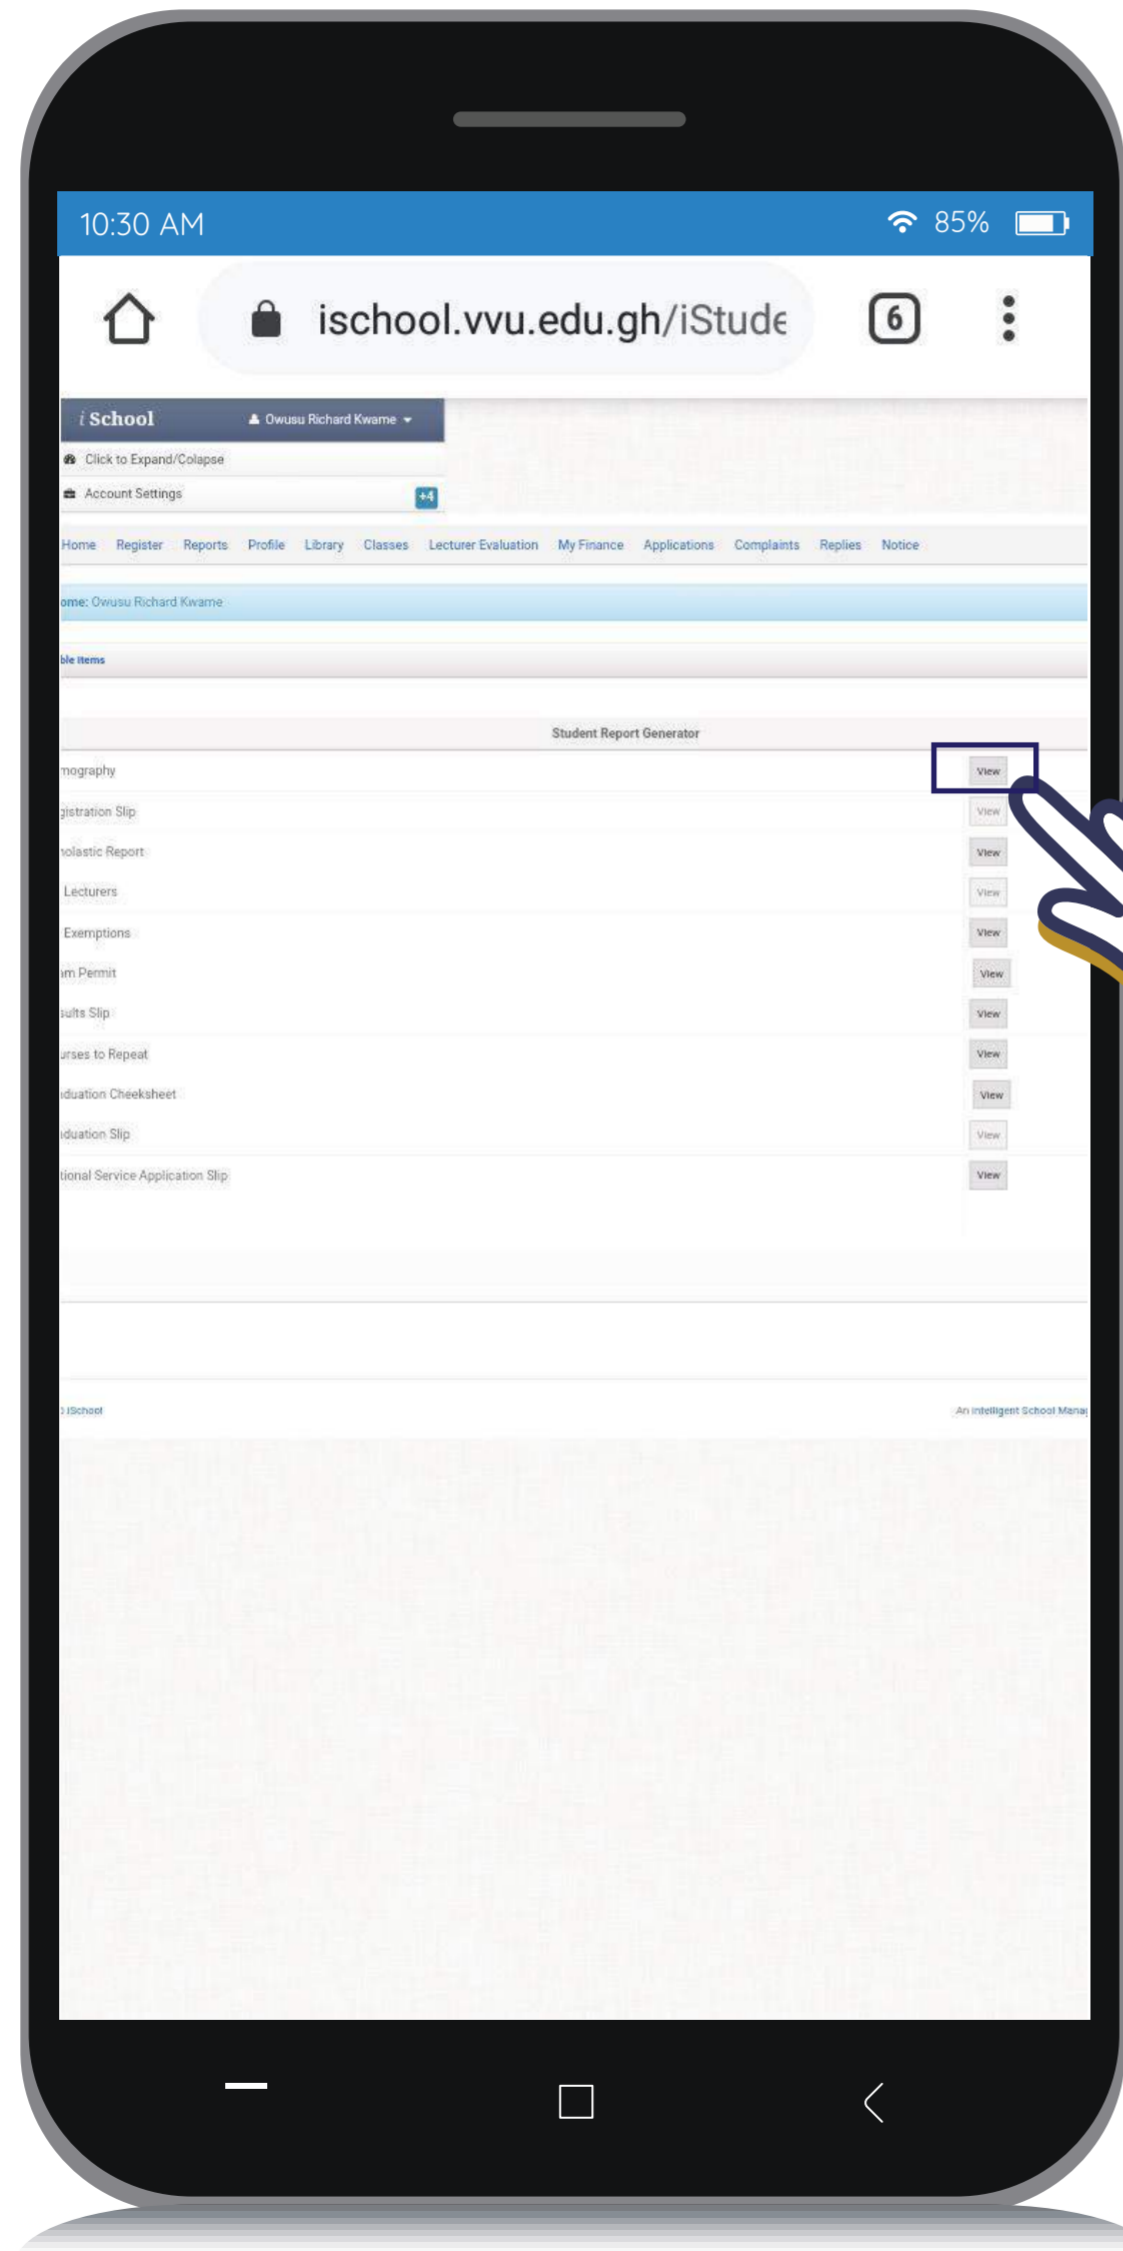 10:30 AM 85%
ischool.vvu.edu.gh/iStude 6
i School Owusu Richard Kwame
Click to Expand/Colapse
Account Settings +4
Home Register Reports Profile Library Classes Lecturer Evaluation My Finance Applications Complaints Replies Notice
ome: Owusu Richard Kwame
ble Items
Student Report Generator
mography View
gistration Slip View
holastic Report View
Lecturers View
Exemptions View
am Permit View
sults Slip View
urses to Repeat View
aduation Cheeksheet View
aduation Slip View
tional Service Application Slip View
iSchool An Intelligent School Manag